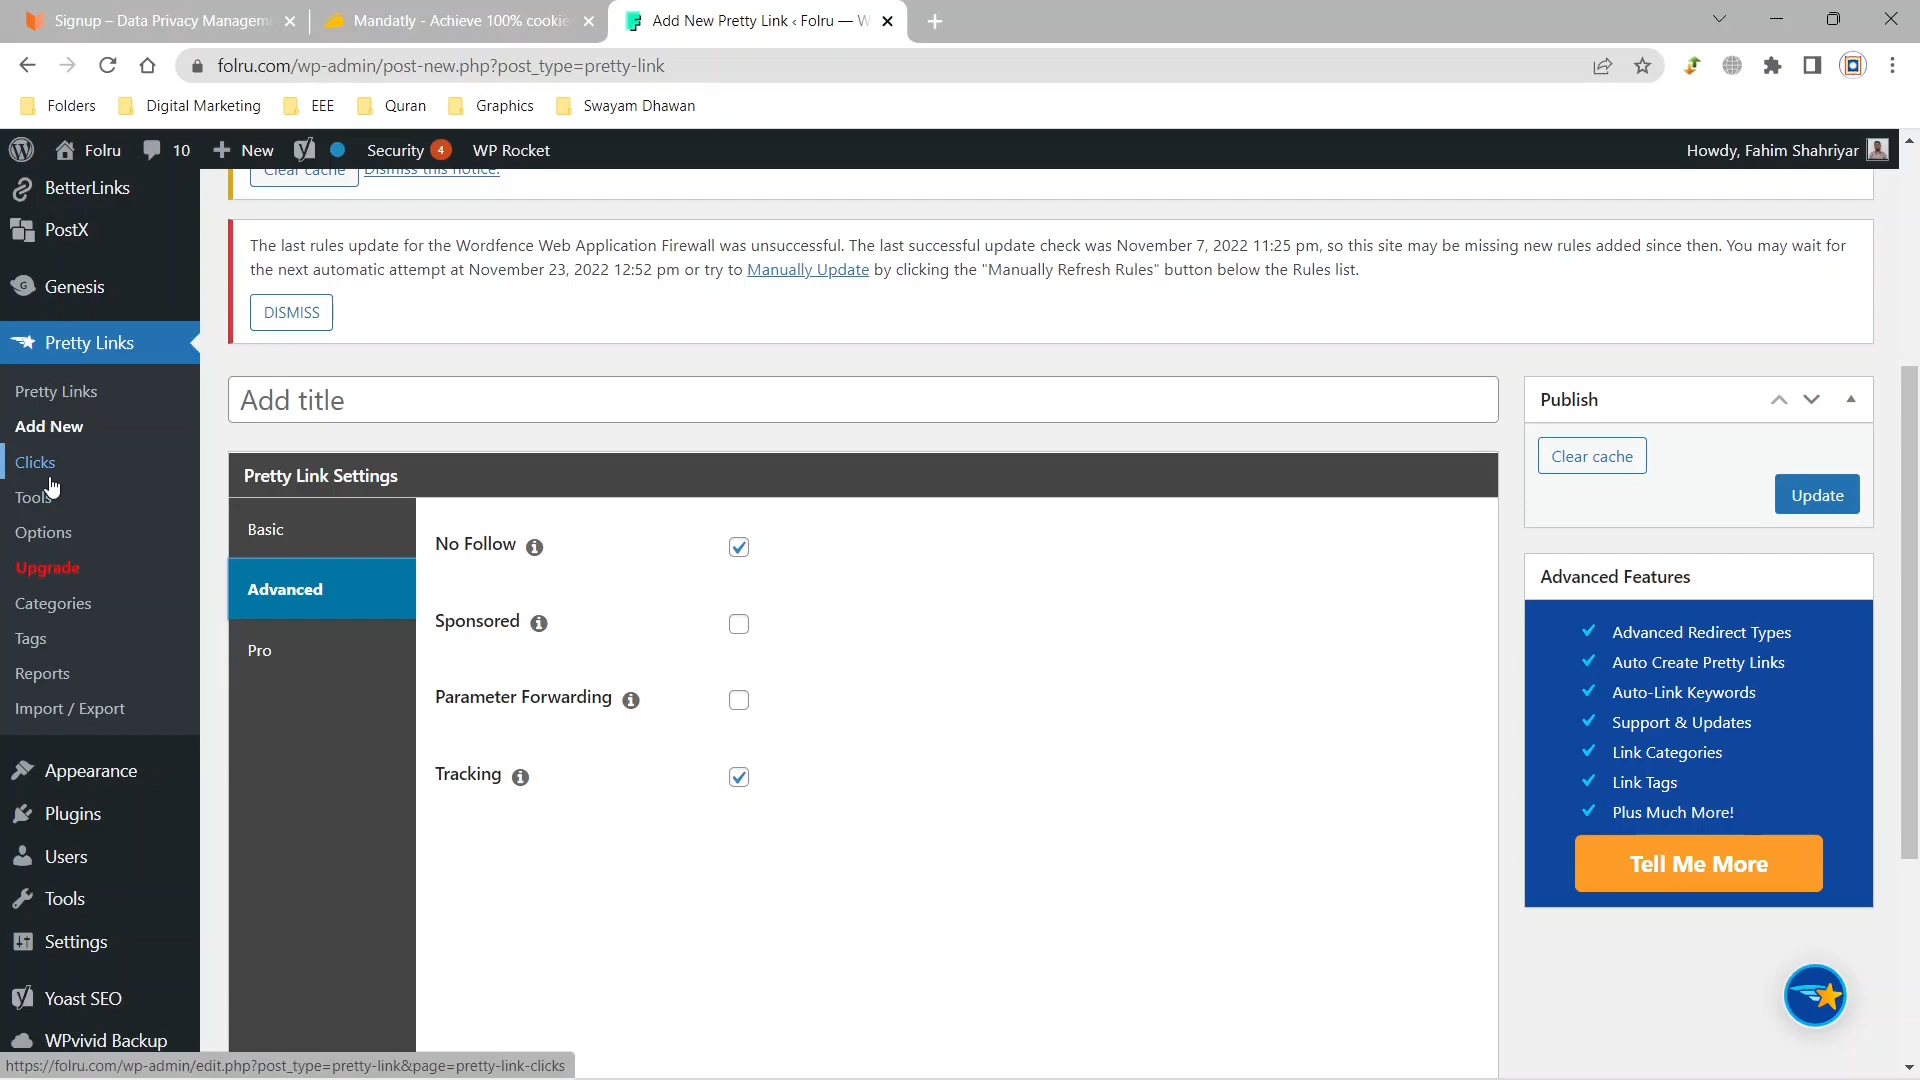 Signup – Data Privacy Managem
Mandatly - Achieve 100% cookie
Add New Pretty Link ‹ Folru — W
folru.com/wp-admin/post-new.php?post_type=pretty-link
Folders
Digital Marketing
EEE
Quran
Graphics
Swayam Dhawan
Folru
10
New
Security 4
WP Rocket
Howdy, Fahim Shahriyar
BetterLinks
PostX
Genesis
Pretty Links
Pretty Links
Add New
Clicks
Tools
Options
Upgrade
Categories
Tags
Reports
Import / Export
Appearance
Plugins
Users
Tools
Settings
Yoast SEO
WPvivid Backup
Clear cache
Dismiss this notice.
The last rules update for the Wordfence Web Application Firewall was unsuccessful. The last successful update check was November 7, 2022 11:25 pm, so this site may be missing new rules added since then. You may wait for
the next automatic attempt at November 23, 2022 12:52 pm or try to Manually Update by clicking the "Manually Refresh Rules" button below the Rules list.
DISMISS
Add title
Pretty Link Settings
Basic
Advanced
Pro
No Follow
Sponsored
Parameter Forwarding
Tracking
Publish
Clear cache
Update
Advanced Features
Advanced Redirect Types
Auto Create Pretty Links
Auto-Link Keywords
Support & Updates
Link Categories
Link Tags
Plus Much More!
Tell Me More
https://folru.com/wp-admin/edit.php?post_type=pretty-link&page=pretty-link-clicks